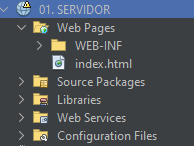 01. SERVIDOR
Web Pages
WEB-INF
index.html
Source Packages
Libraries
Web Services
Configuration Files